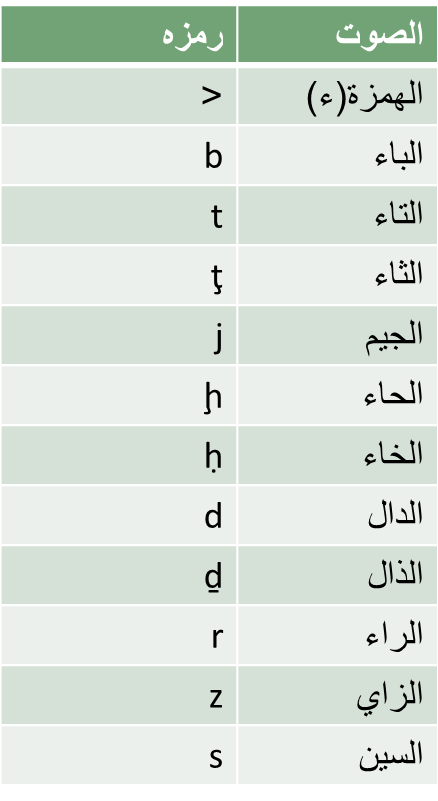 الصوت رمزه
الهمزة(ء) >
الباء b
التاء t
الثاء ţ
الجيم j
الحاء ḩ
الخاء ḥ
الدال d
الذال ḏ
الراء r
الزاي z
السين s